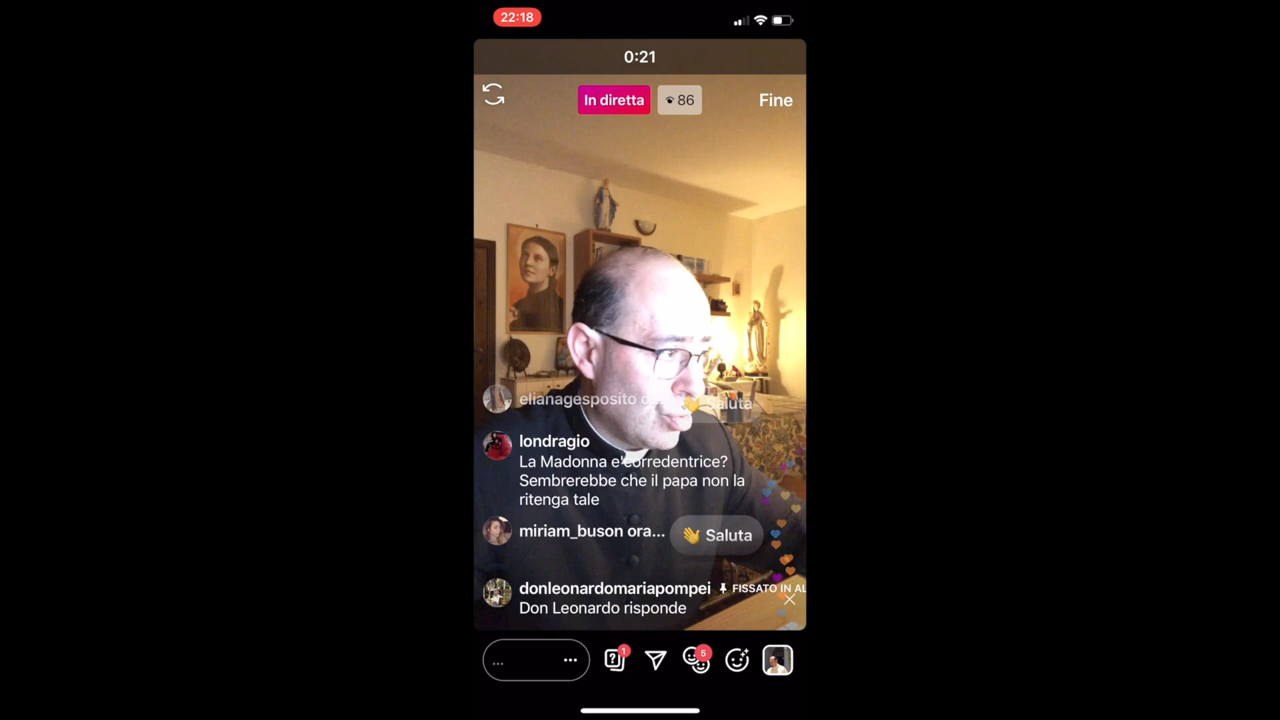 22:18
0:21
In diretta
86
Fine
elianagesposito
Saluta
londragio
La Madonna e'corredentrice?
Sembrerebbe che il papa non la
ritenga tale
miriam_buson ora...
Saluta
donleonardomariapompei FISSATO IN AL
Don Leonardo risponde
... 
1
5